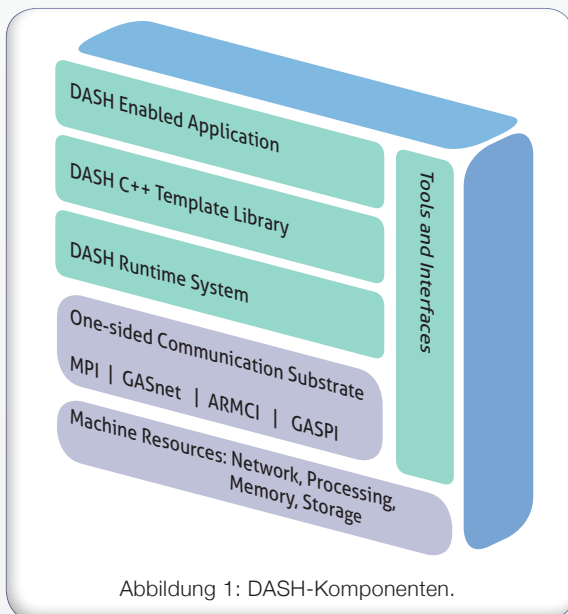 DASH Enabled Application
DASH C++ Template Library
DASH Runtime System
One-sided Communication Substrate
MPI | GASnet | ARMCI | GASPI
Machine Resources: Network, Processing,
Memory, Storage
Tools and Interfaces
Abbildung 1: DASH-Komponenten.